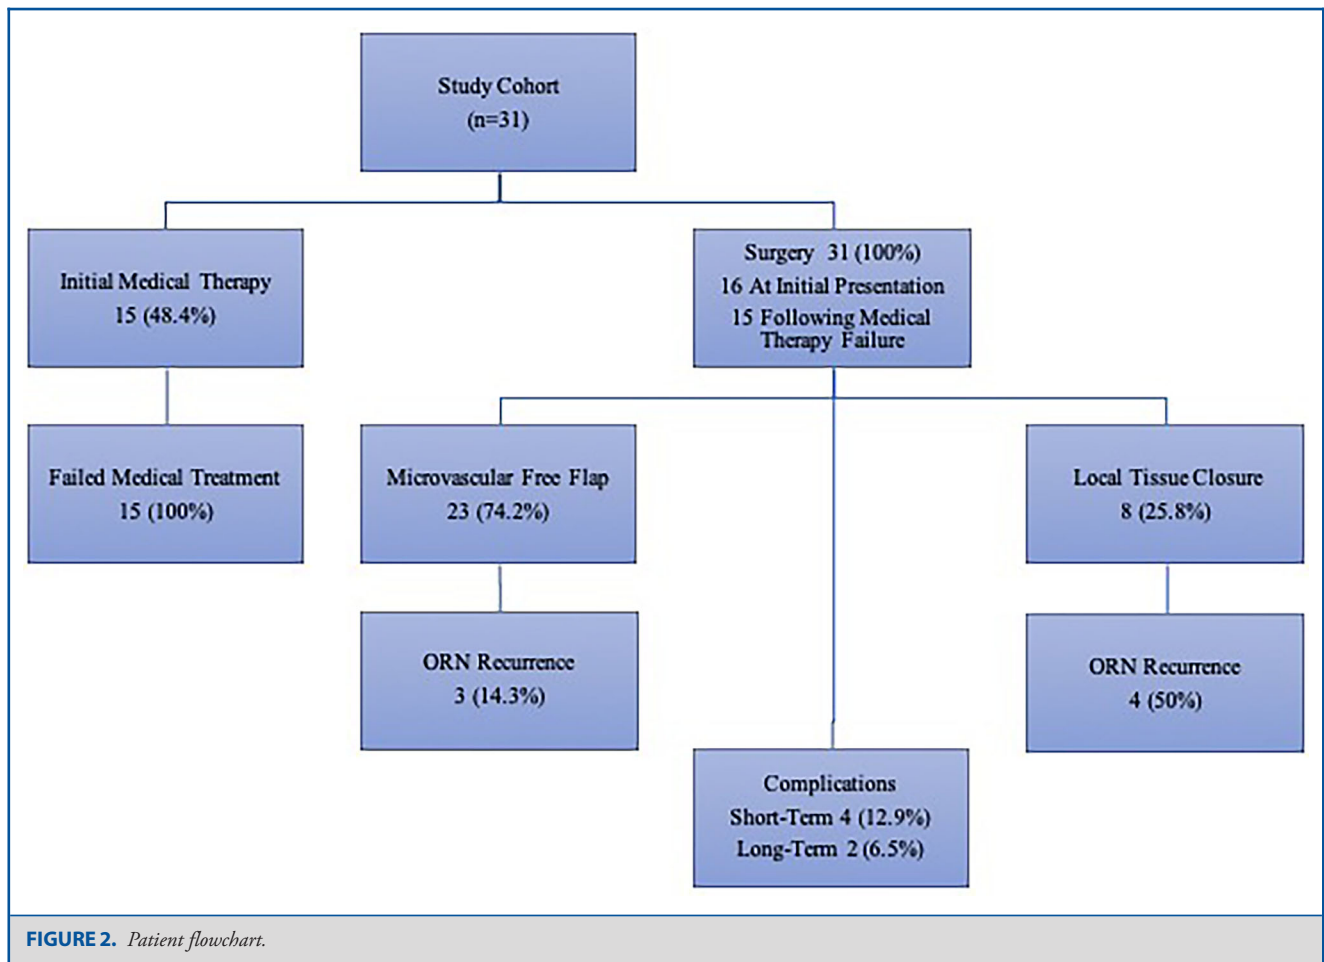 Study Cohort
(n=31)
Initial Medical Therapy
15 (48.4%)
Surgery 31 (100%)
16 At Initial Presentation
15 Following Medical
Therapy Failure
Failed Medical Treatment
15 (100%)
Microvascular Free Flap
23 (74.2%)
Local Tissue Closure
8 (25.8%)
ORN Recurrence
3 (14.3%)
ORN Recurrence
4 (50%)
Complications
Short-Term 4 (12.9%)
Long-Term 2 (6.5%)
FIGURE 2. Patient flowchart.